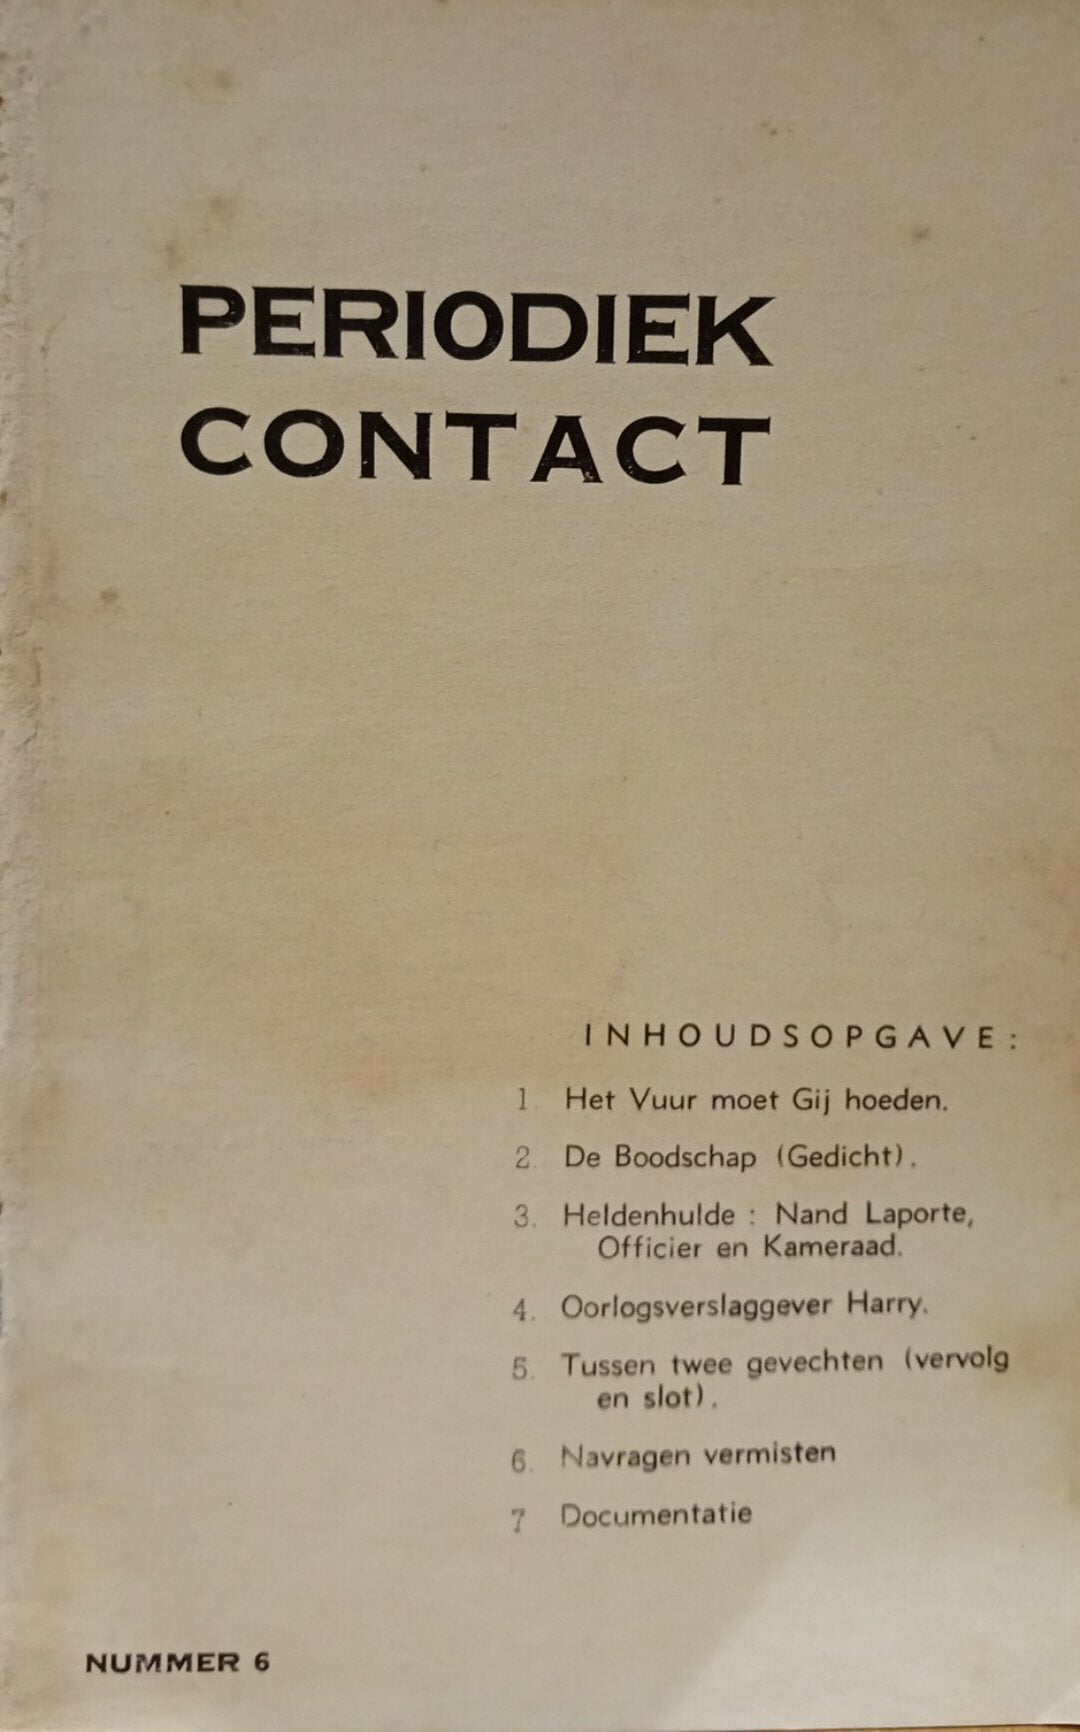 PERIODIEK
CONTACT
INHOUDSOPGAVE:
1. Het Vuur moet Gij hoeden.
2. De Boodschap (Gedicht).
3. Heldenhulde : Nand Laporte,
Officier en Kameraad.
4. Oorlogsverslaggever Harry.
5. Tussen twee gevechten (vervolg
en slot).
6. Navragen vermisten
7 Documentatie
NUMMER 6